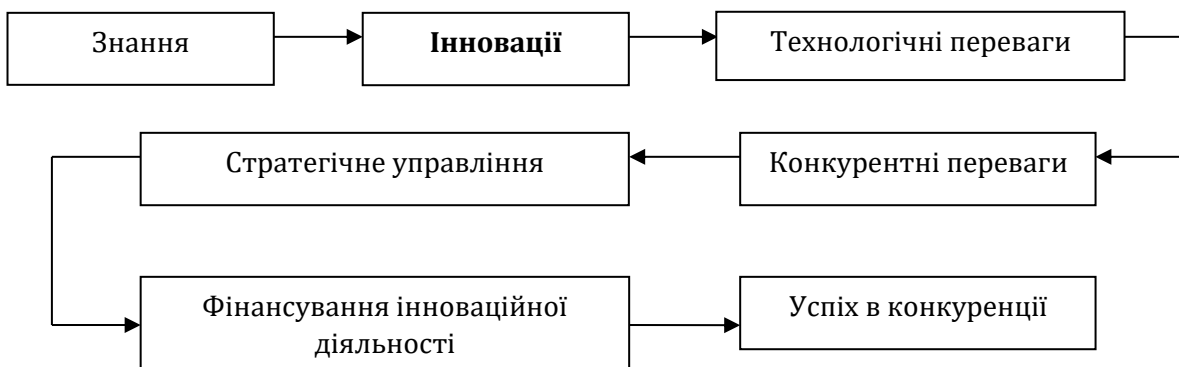 Знання
Інновації
Технологічні переваги
Стратегічне управління
Конкурентні переваги
Фінансування інноваційної
діяльності
Успіх в конкуренції